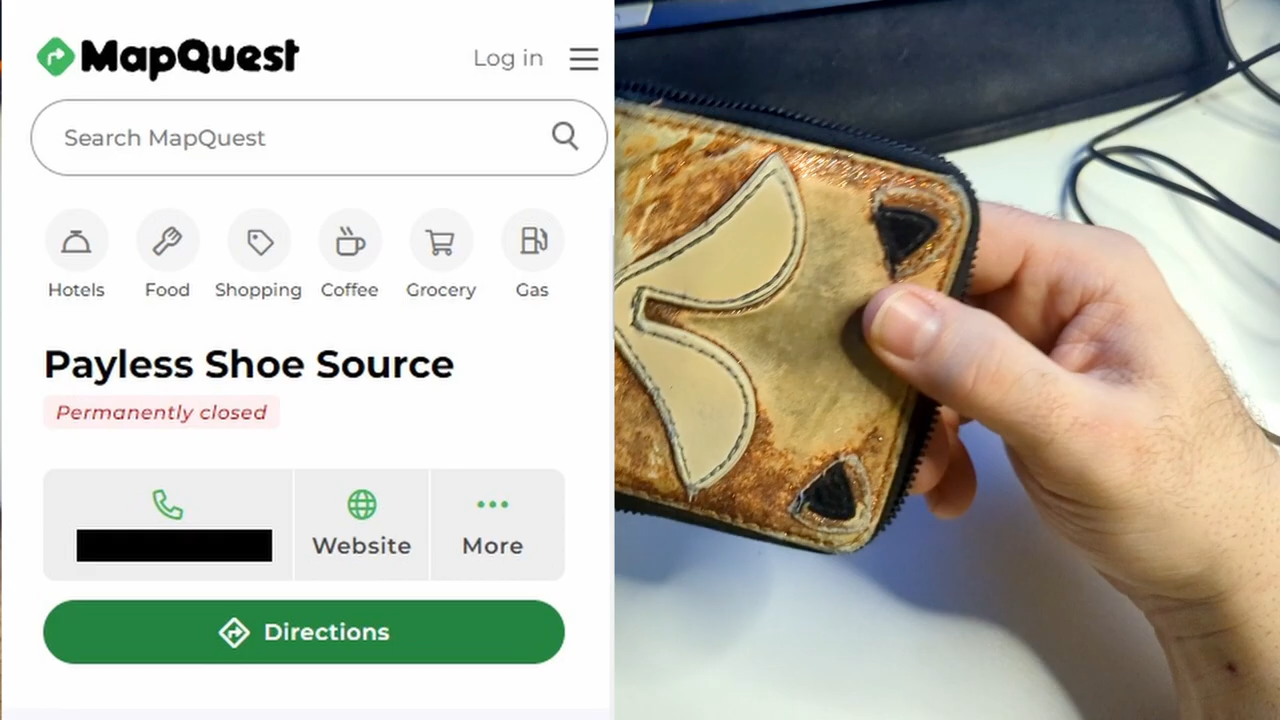 MapQuest
Log in
Search MapQuest
Hotels Food Shopping Coffee Grocery Gas
Payless Shoe Source
Permanently closed
Website More
Directions